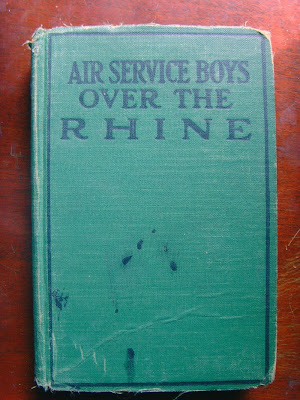 AIR SERVICE BOYS
OVER THE
RHINE